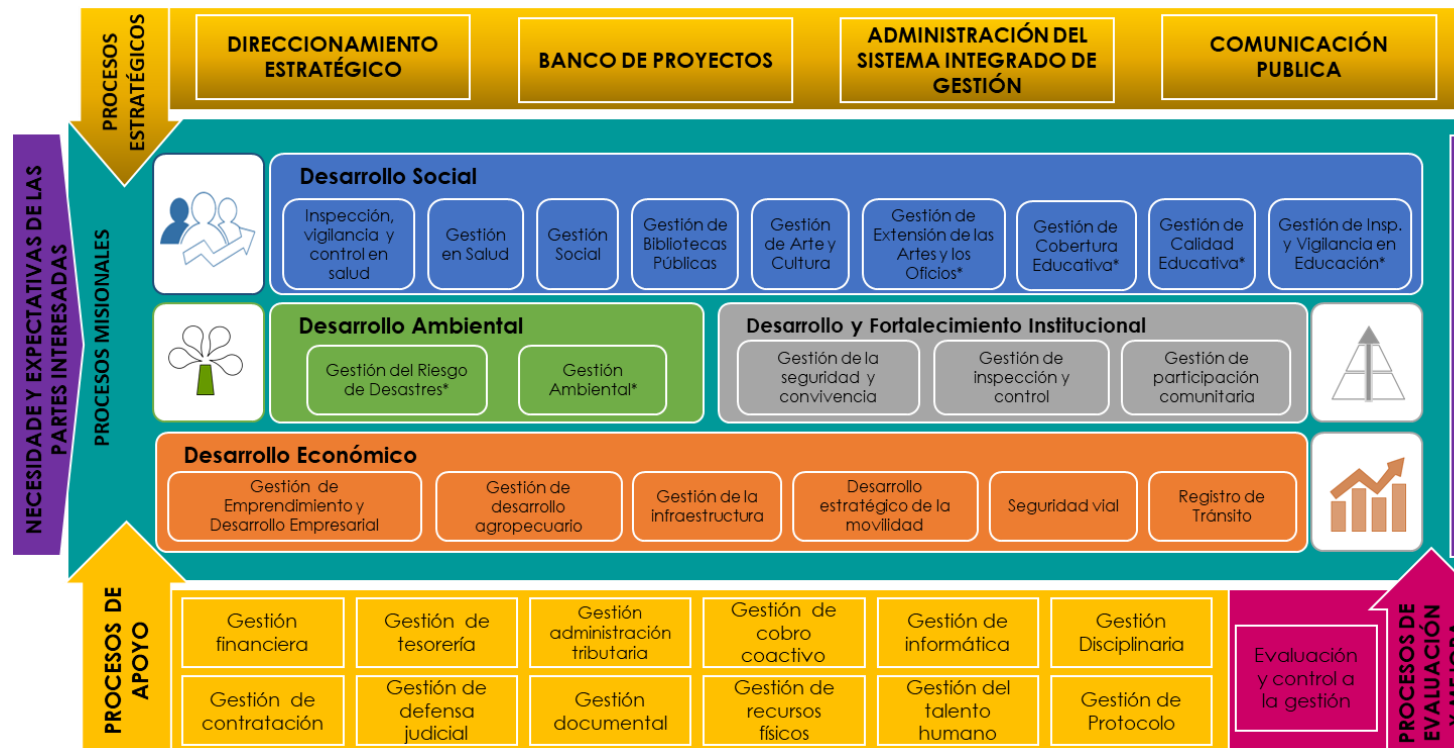 PROCESOS
ESTRATÉGICOS
DIRECCIONAMIENTO
ESTRATÉGICO
BANCO DE PROYECTOS
ADMINISTRACIÓN DEL
SISTEMA INTEGRADO DE
GESTIÓN
COMUNICACIÓN
PUBLICA
NECESIDADE Y EXPECTATIVAS DE LAS
PARTES INTERESADAS
PROCESOS MISIONALES
Desarrollo Social
Inspección,
vigilancia y
control en
salud
Gestión
en Salud
Gestión
Social
Gestión de
Bibliotecas
Públicas
Gestión
de Arte y
Cultura
Gestión de
Extensión de las
Artes y los
Oficios*
Gestión de
Cobertura
Educativa*
Gestión de
Calidad
Educativa*
Gestión de Insp.
y Vigilancia en
Educación*
Desarrollo Ambiental
Gestión del Riesgo
de Desastres*
Gestión
Ambiental*
Desarrollo y Fortalecimiento Institucional
Gestión de la
seguridad y
convivencia
Gestión de
inspección y
control
Gestión de
participación
comunitaria
Desarrollo Económico
Gestión de
Emprendimiento y
Desarrollo Empresarial
Gestión de
desarrollo
agropecuario
Gestión de la
infraestructura
Desarrollo
estratégico de la
movilidad
Seguridad vial
Registro de
Tránsito
PROCESOS DE
APOYO
Gestión
financiera
Gestión de
tesorería
Gestión
administración
tributaria
Gestión de
cobro
coactivo
Gestión de
informática
Gestión
Disciplinaria
Gestión de
contratación
Gestión de
defensa
judicial
Gestión
documental
Gestión de
recursos
físicos
Gestión del
talento
humano
Gestión de
Protocolo
Evaluación
y control a
la gestión
PROCESOS DE
EVALUACIÓN